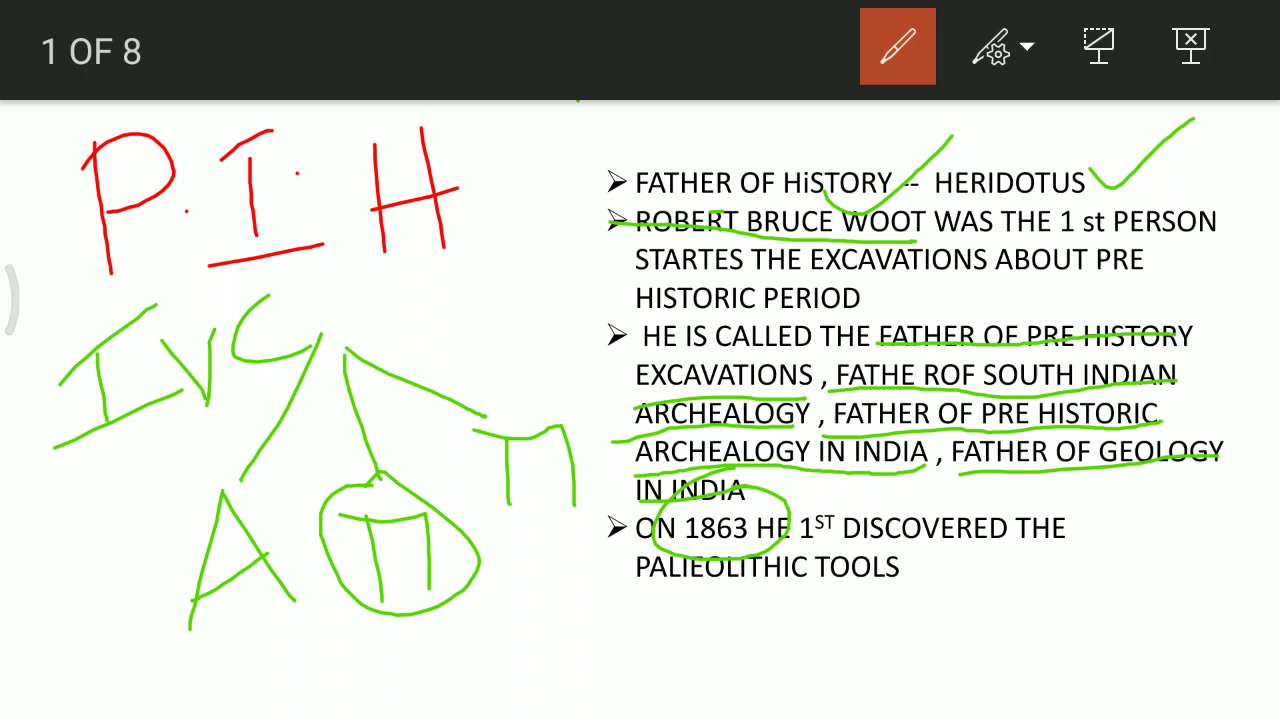 1 OF 8
P. I. H
IVC
A
➢ FATHER OF HiSTORY -- HERIDOTUS
➢ ROBERT BRUCE WOOT WAS THE 1 st PERSON
STARTES THE EXCAVATIONS ABOUT PRE
HISTORIC PERIOD
➢ HE IS CALLED THE FATHER OF PRE HISTORY
EXCAVATIONS , FATHE ROF SOUTH INDIAN
ARCHEALOGY , FATHER OF PRE HISTORIC
ARCHEALOGY IN INDIA , FATHER OF GEOLOGY
IN INDIA
➢ ON 1863 HE 1ST DISCOVERED THE
PALIEOLITHIC TOOLS